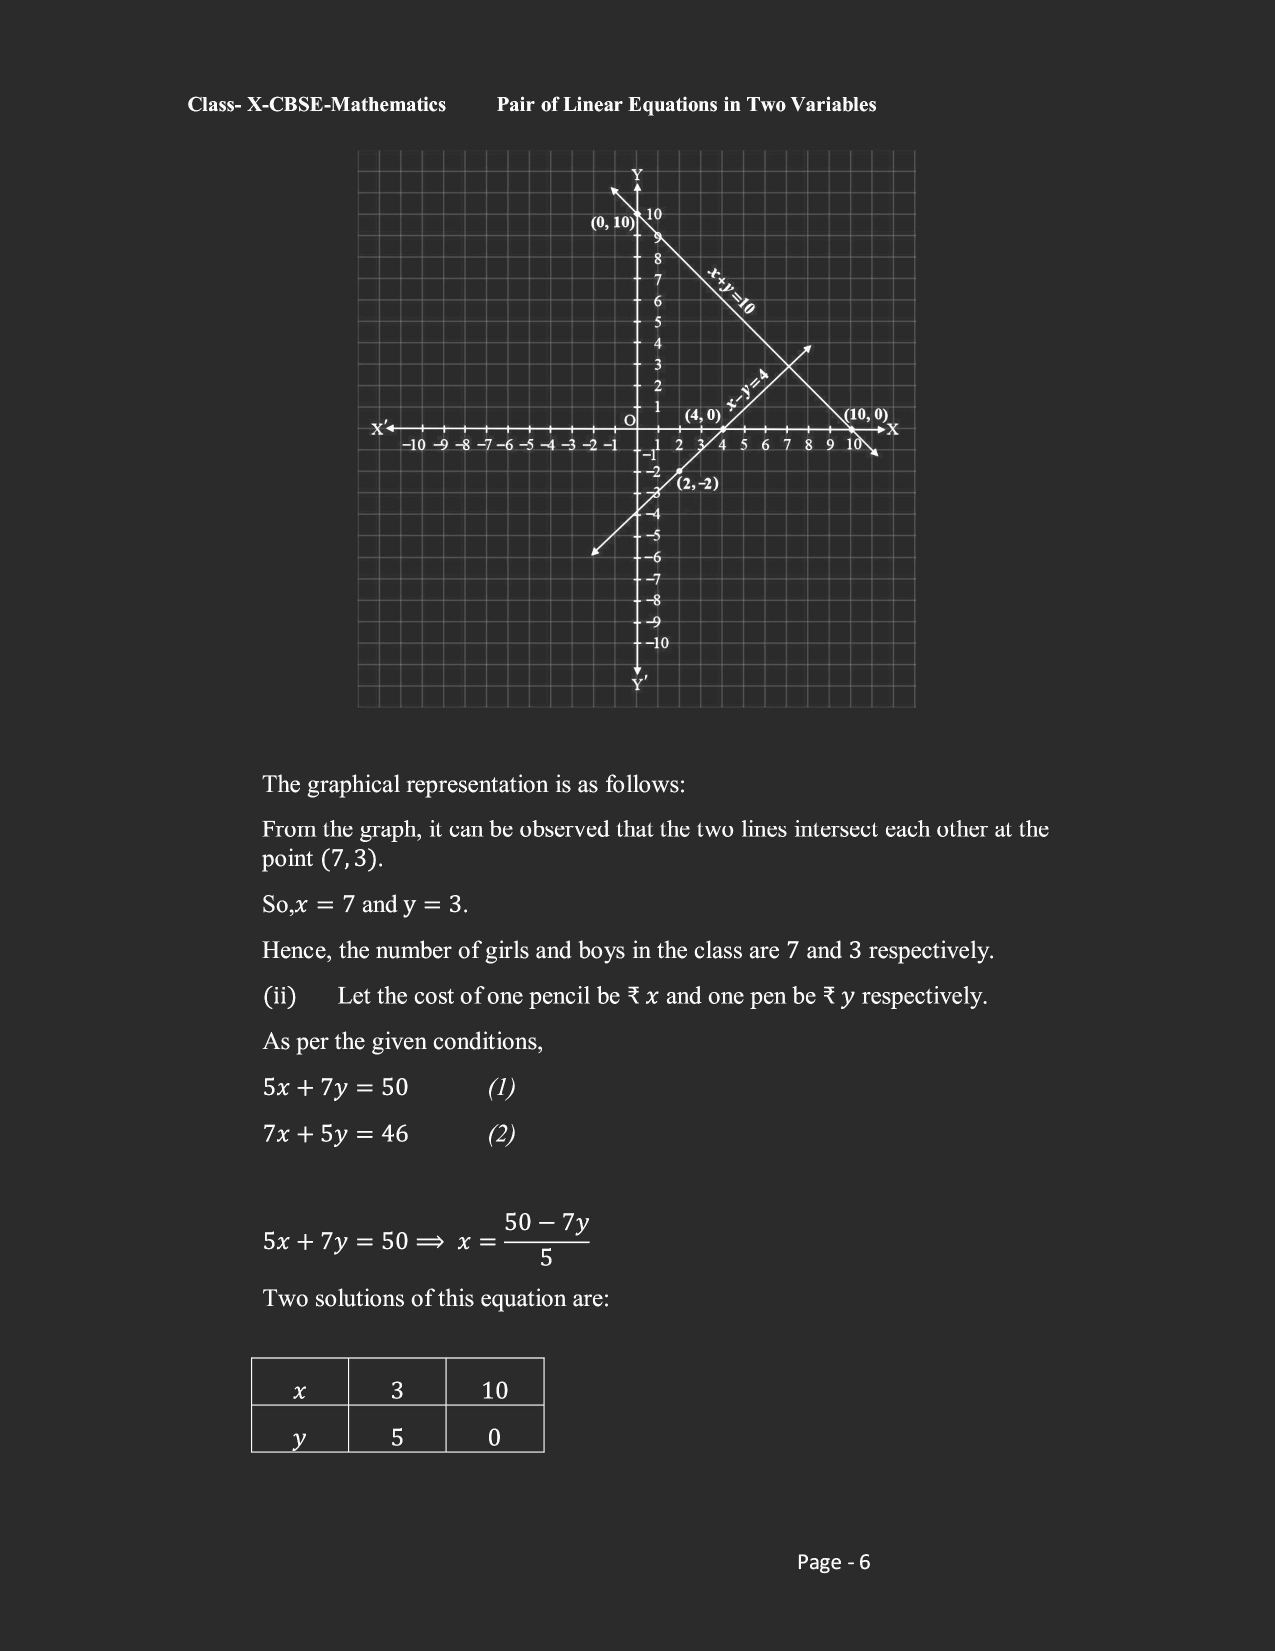 Class- X-CBSE-Mathematics Pair of Linear Equations in Two Variables
Y
(0, 10)
10
9
8
7
6
5
4
3
2
1
x+y=10
x−y=4
(4, 0)
(10, 0)
O
X′
X
−10 −9 −8 −7 −6 −5 −4 −3 −2 −1 1 2 3 4 5 6 7 8 9 10
−1
−2
(2, −2)
−3
−4
−5
−6
−7
−8
−9
−10
Y′
The graphical representation is as follows:
From the graph, it can be observed that the two lines intersect each other at the
point (7, 3).
So,x = 7 and y = 3.
Hence, the number of girls and boys in the class are 7 and 3 respectively.
(ii) Let the cost of one pencil be ₹ x and one pen be ₹ y respectively.
As per the given conditions,
5x + 7y = 50 (1)
7x + 5y = 46 (2)
5x + 7y = 50 ⟹ x = (50 − 7y)/5
Two solutions of this equation are:
x 3 10
y 5 0
Page - 6